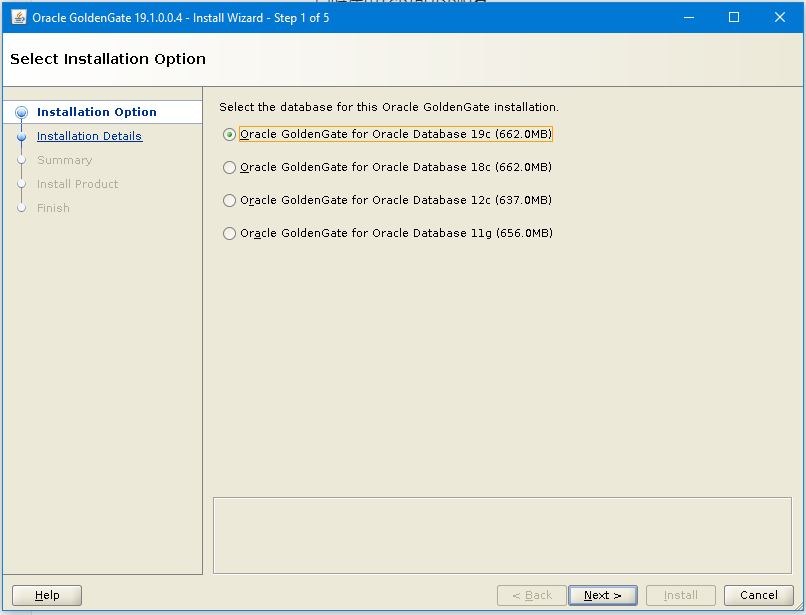 Oracle GoldenGate 19.1.0.0.4 - Install Wizard - Step 1 of 5
Select Installation Option
Installation Option
Installation Details
Summary
Install Product
Finish
Select the database for this Oracle GoldenGate installation.
Oracle GoldenGate for Oracle Database 19c (662.0MB)
Oracle GoldenGate for Oracle Database 18c (662.0MB)
Oracle GoldenGate for Oracle Database 12c (637.0MB)
Oracle GoldenGate for Oracle Database 11g (656.0MB)
Help
< Back
Next >
Install
Cancel